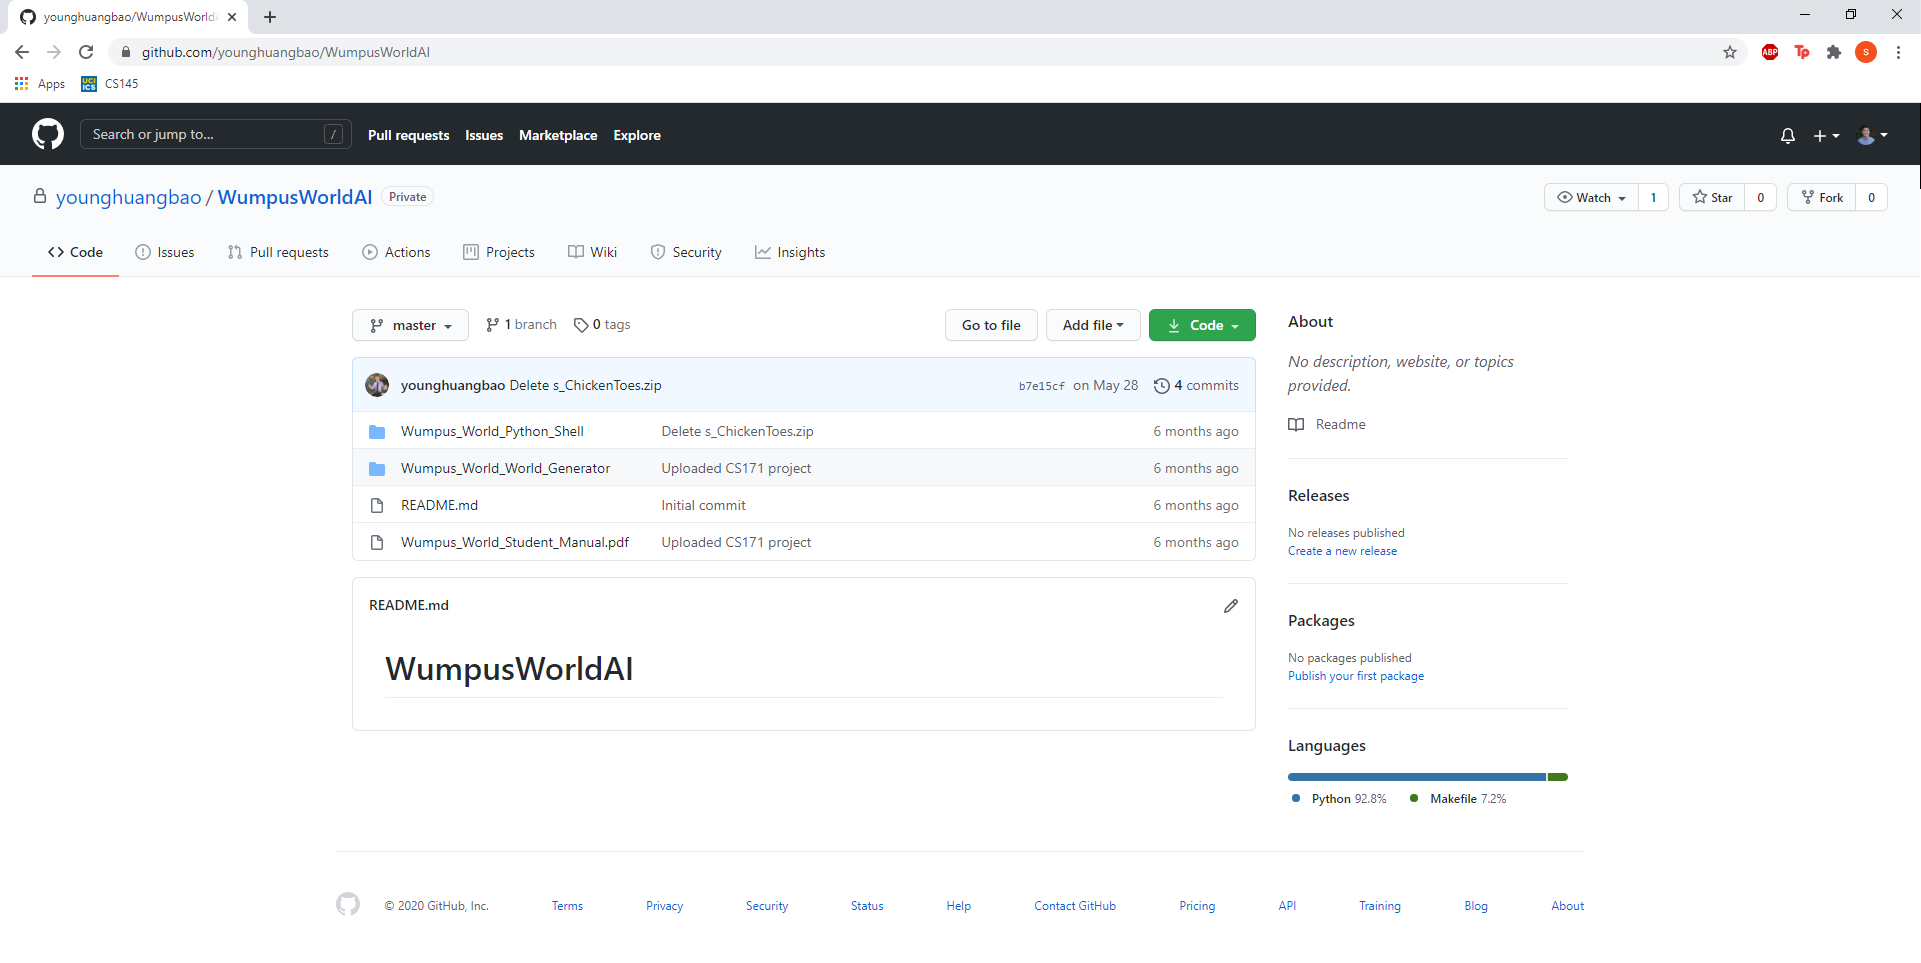 younghuangbao/WumpusWorld
github.com/younghuangbao/WumpusWorldAI
ABP
Tp
S
Apps
UCI ICS
CS145
Search or jump to... /
Pull requests Issues Marketplace Explore
younghuangbao / WumpusWorldAI Private
Watch 1 Star 0 Fork 0
Code Issues Pull requests Actions Projects Wiki Security Insights
master 1 branch 0 tags Go to file Add file Code
younghuangbao Delete s_ChickenToes.zip b7e15cf on May 28 4 commits
Wumpus_World_Python_Shell Delete s_ChickenToes.zip 6 months ago
Wumpus_World_World_Generator Uploaded CS171 project 6 months ago
README.md Initial commit 6 months ago
Wumpus_World_Student_Manual.pdf Uploaded CS171 project 6 months ago
README.md
WumpusWorldAI
About
No description, website, or topics
provided.
Readme
Releases
No releases published
Create a new release
Packages
No packages published
Publish your first package
Languages
Python 92.8% Makefile 7.2%
© 2020 GitHub, Inc. Terms Privacy Security Status Help Contact GitHub Pricing API Training Blog About